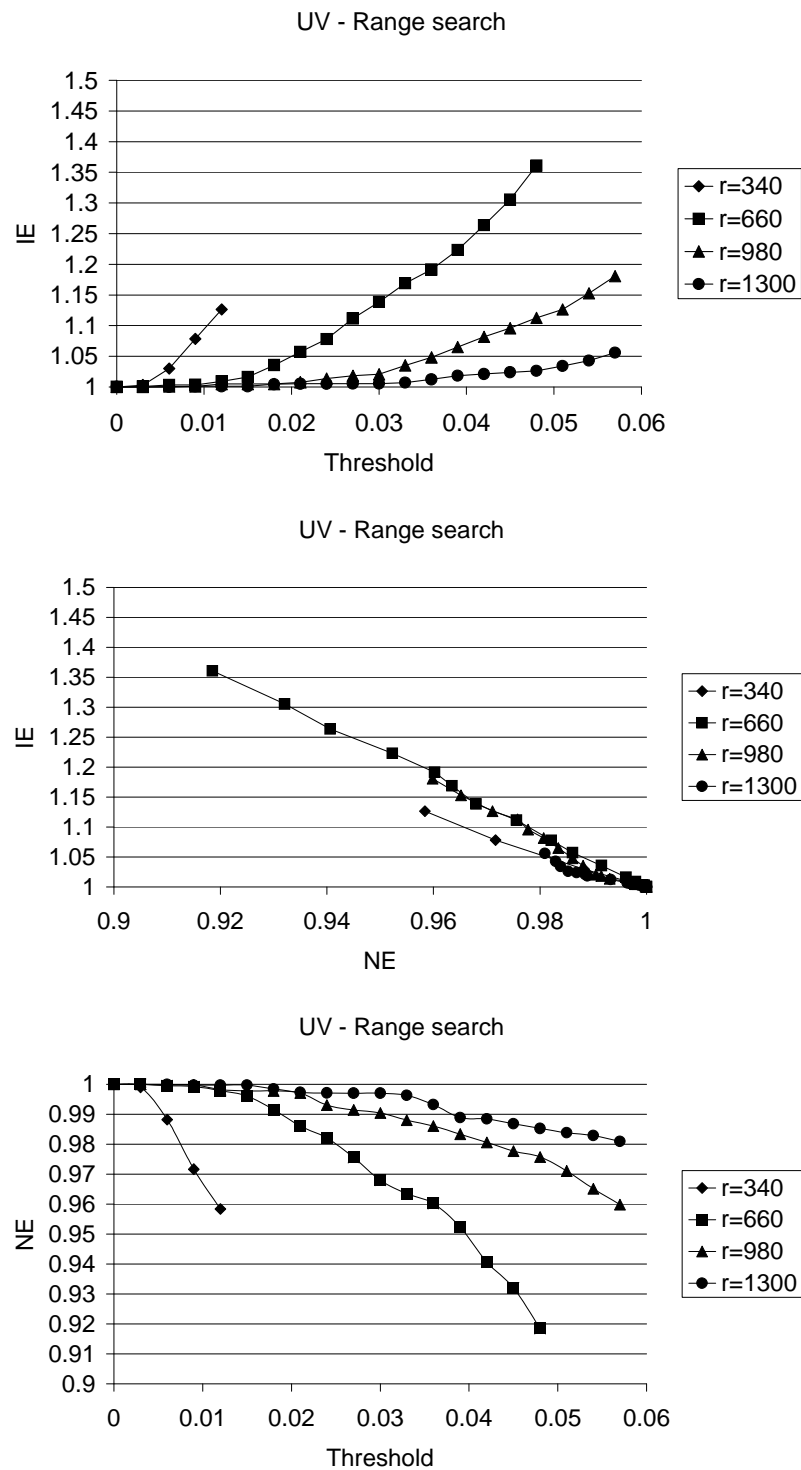 UV - Range search
1.5
1.45
1.4
1.35
1.3
1.25
1.2
1.15
1.1
1.05
1
IE
0 0.01 0.02 0.03 0.04 0.05 0.06
Threshold
r=340
r=660
r=980
r=1300
UV - Range search
1.5
1.45
1.4
1.35
1.3
1.25
1.2
1.15
1.1
1.05
1
IE
0.9 0.92 0.94 0.96 0.98 1
NE
r=340
r=660
r=980
r=1300
UV - Range search
1
0.99
0.98
0.97
0.96
0.95
0.94
0.93
0.92
0.91
0.9
NE
0 0.01 0.02 0.03 0.04 0.05 0.06
Threshold
r=340
r=660
r=980
r=1300